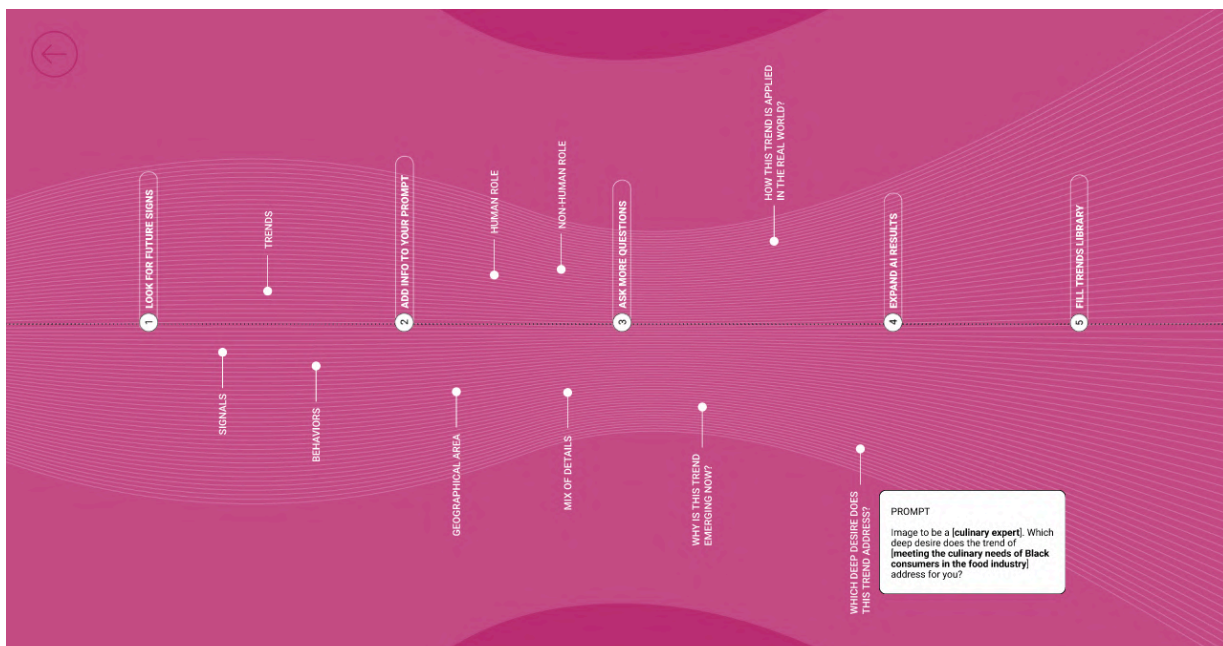 1 LOOK FOR FUTURE SIGNS
SIGNALS
TRENDS
BEHAVIORS
2 ADD INFO TO YOUR PROMPT
GEOGRAPHICAL AREA
HUMAN ROLE
NON-HUMAN ROLE
MIX OF DETAILS
3 ASK MORE QUESTIONS
WHY IS THIS TREND
EMERGING NOW?
HOW THIS TREND IS APPLIED
IN THE REAL WORLD?
WHICH DEEP DESIRE DOES
THIS TREND ADDRESS?
4 EXPAND AI RESULTS
5 FILL TRENDS LIBRARY
PROMPT
Image to be a [culinary expert]. Which
deep desire does the trend of
[meeting the culinary needs of Black
consumers in the food industry]
address for you?